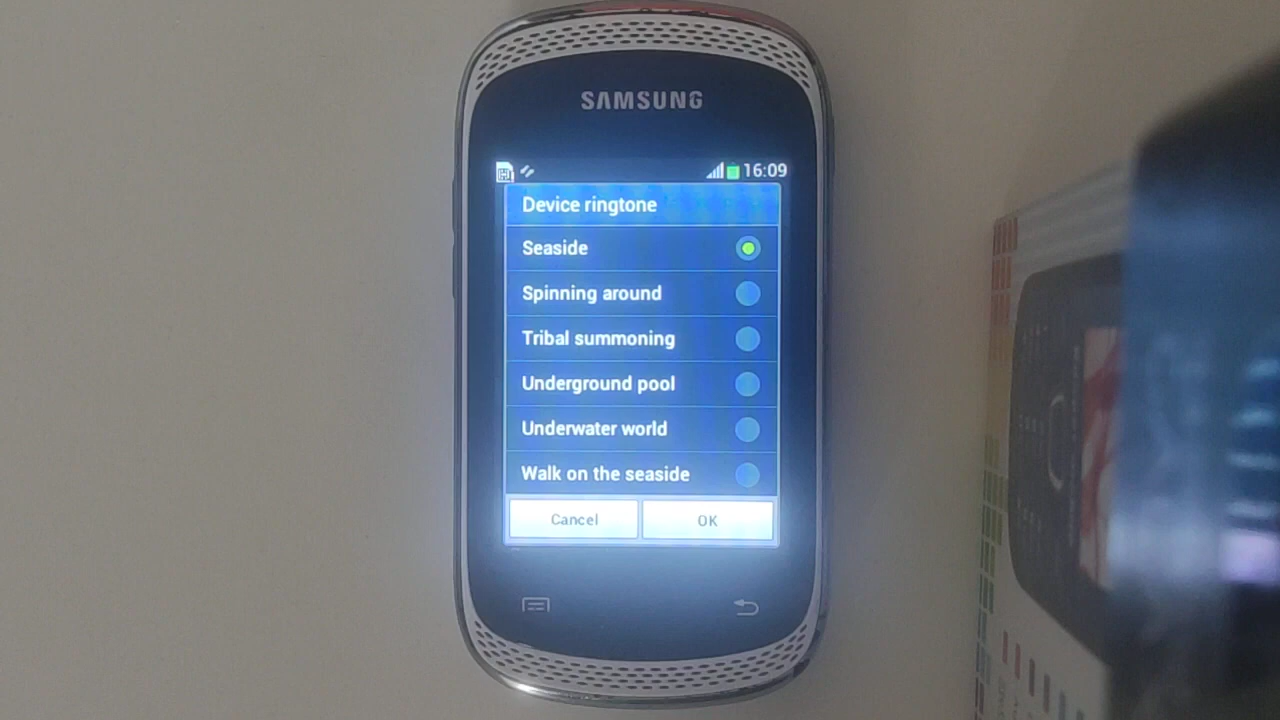 SAMSUNG
16:09
Device ringtone
Seaside
Spinning around
Tribal summoning
Underground pool
Underwater world
Walk on the seaside
Cancel OK